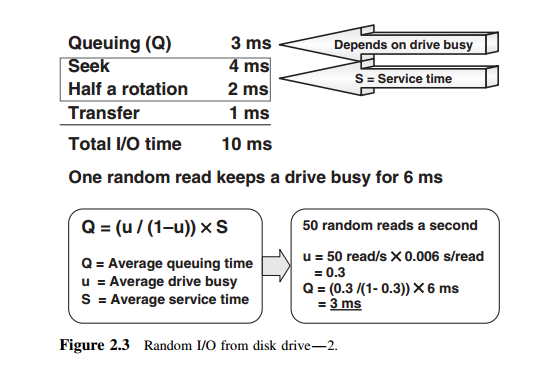 Queuing (Q) 3 ms
Depends on drive busy
Seek 4 ms
S = Service time
Half a rotation 2 ms
Transfer 1 ms
Total I/O time 10 ms
One random read keeps a drive busy for 6 ms
Q = (u / (1–u)) × S
Q = Average queuing time
u = Average drive busy
S = Average service time
50 random reads a second
u = 50 read/s × 0.006 s/read
= 0.3
Q = (0.3 /(1- 0.3)) × 6 ms
= 3 ms
Figure 2.3 Random I/O from disk drive—2.